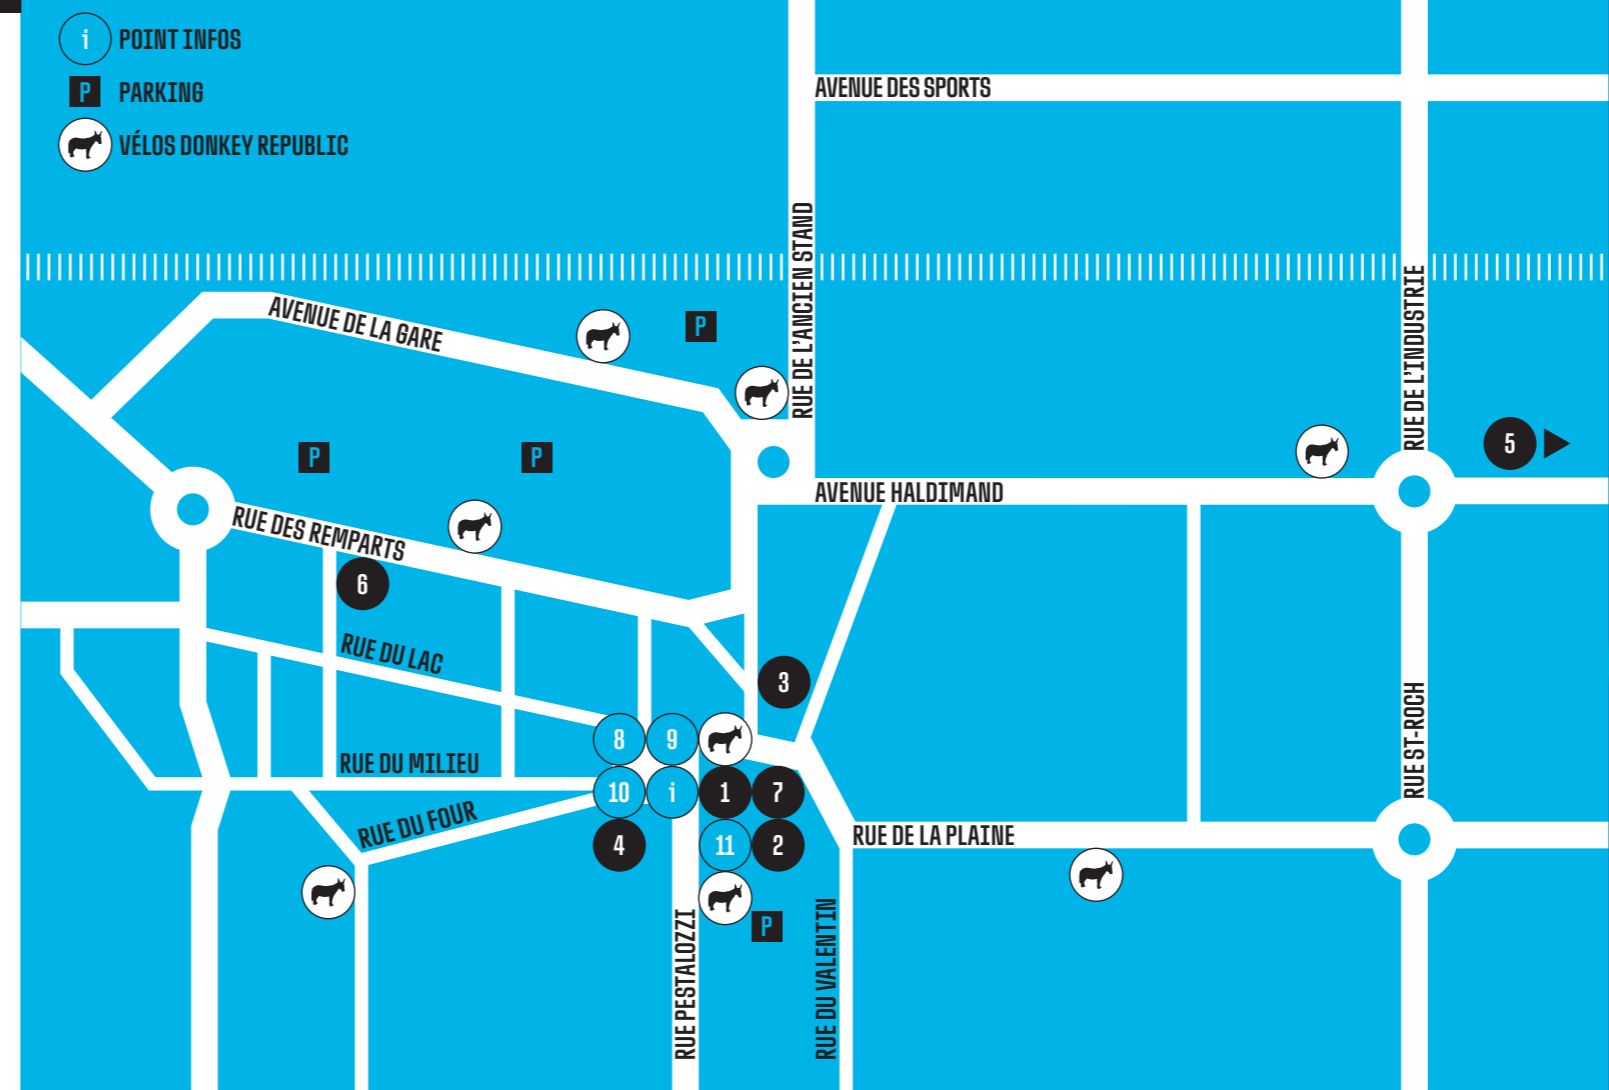 i POINT INFOS
P PARKING
VÉLOS DONKEY REPUBLIC
AVENUE DES SPORTS
RUE DE L'ANCIEN STAND
RUE DE L'INDUSTRIE
AVENUE DE LA GARE
P
P
P
5
AVENUE HALDIMAND
RUE DES REMPARTS
6
RUE DU LAC
3
RUE ST-ROCH
8 9
RUE DU MILIEU
10 i 1 7
RUE DU FOUR
4 11 2
RUE DE LA PLAINE
P
RUE PESTALOZZI
RUE DU VALENTIN